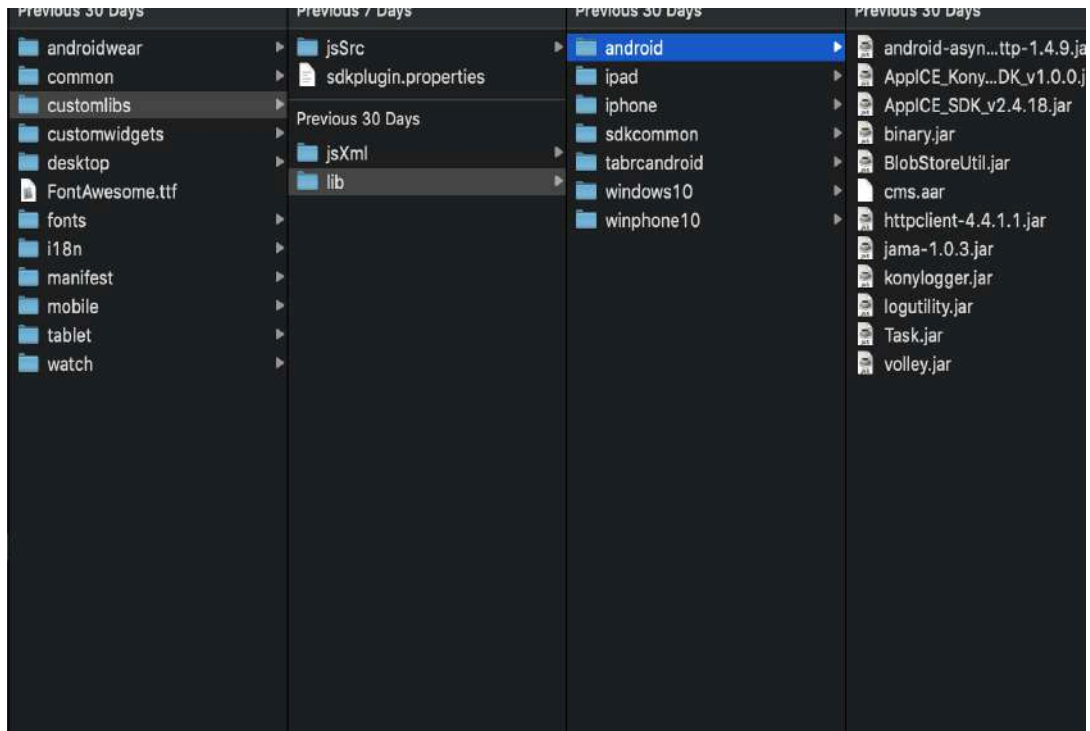 Previous 30 Days
androidwear
common
customlibs
customwidgets
desktop
FontAwesome.ttf
fonts
i18n
manifest
mobile
tablet
watch
Previous 7 Days
jsSrc
sdkplugin.properties
Previous 30 Days
jsXml
lib
Previous 30 Days
android
ipad
iphone
sdkcommon
tabrcandroid
windows10
winphone10
Previous 30 Days
android-asyn...ttp-1.4.9.ja
AppICE_Kony...DK_v1.0.0.j
AppICE_SDK_v2.4.18.jar
binary.jar
BlobStoreUtil.jar
cms.aar
httpclient-4.4.1.1.jar
jama-1.0.3.jar
konylogger.jar
logutility.jar
Task.jar
volley.jar